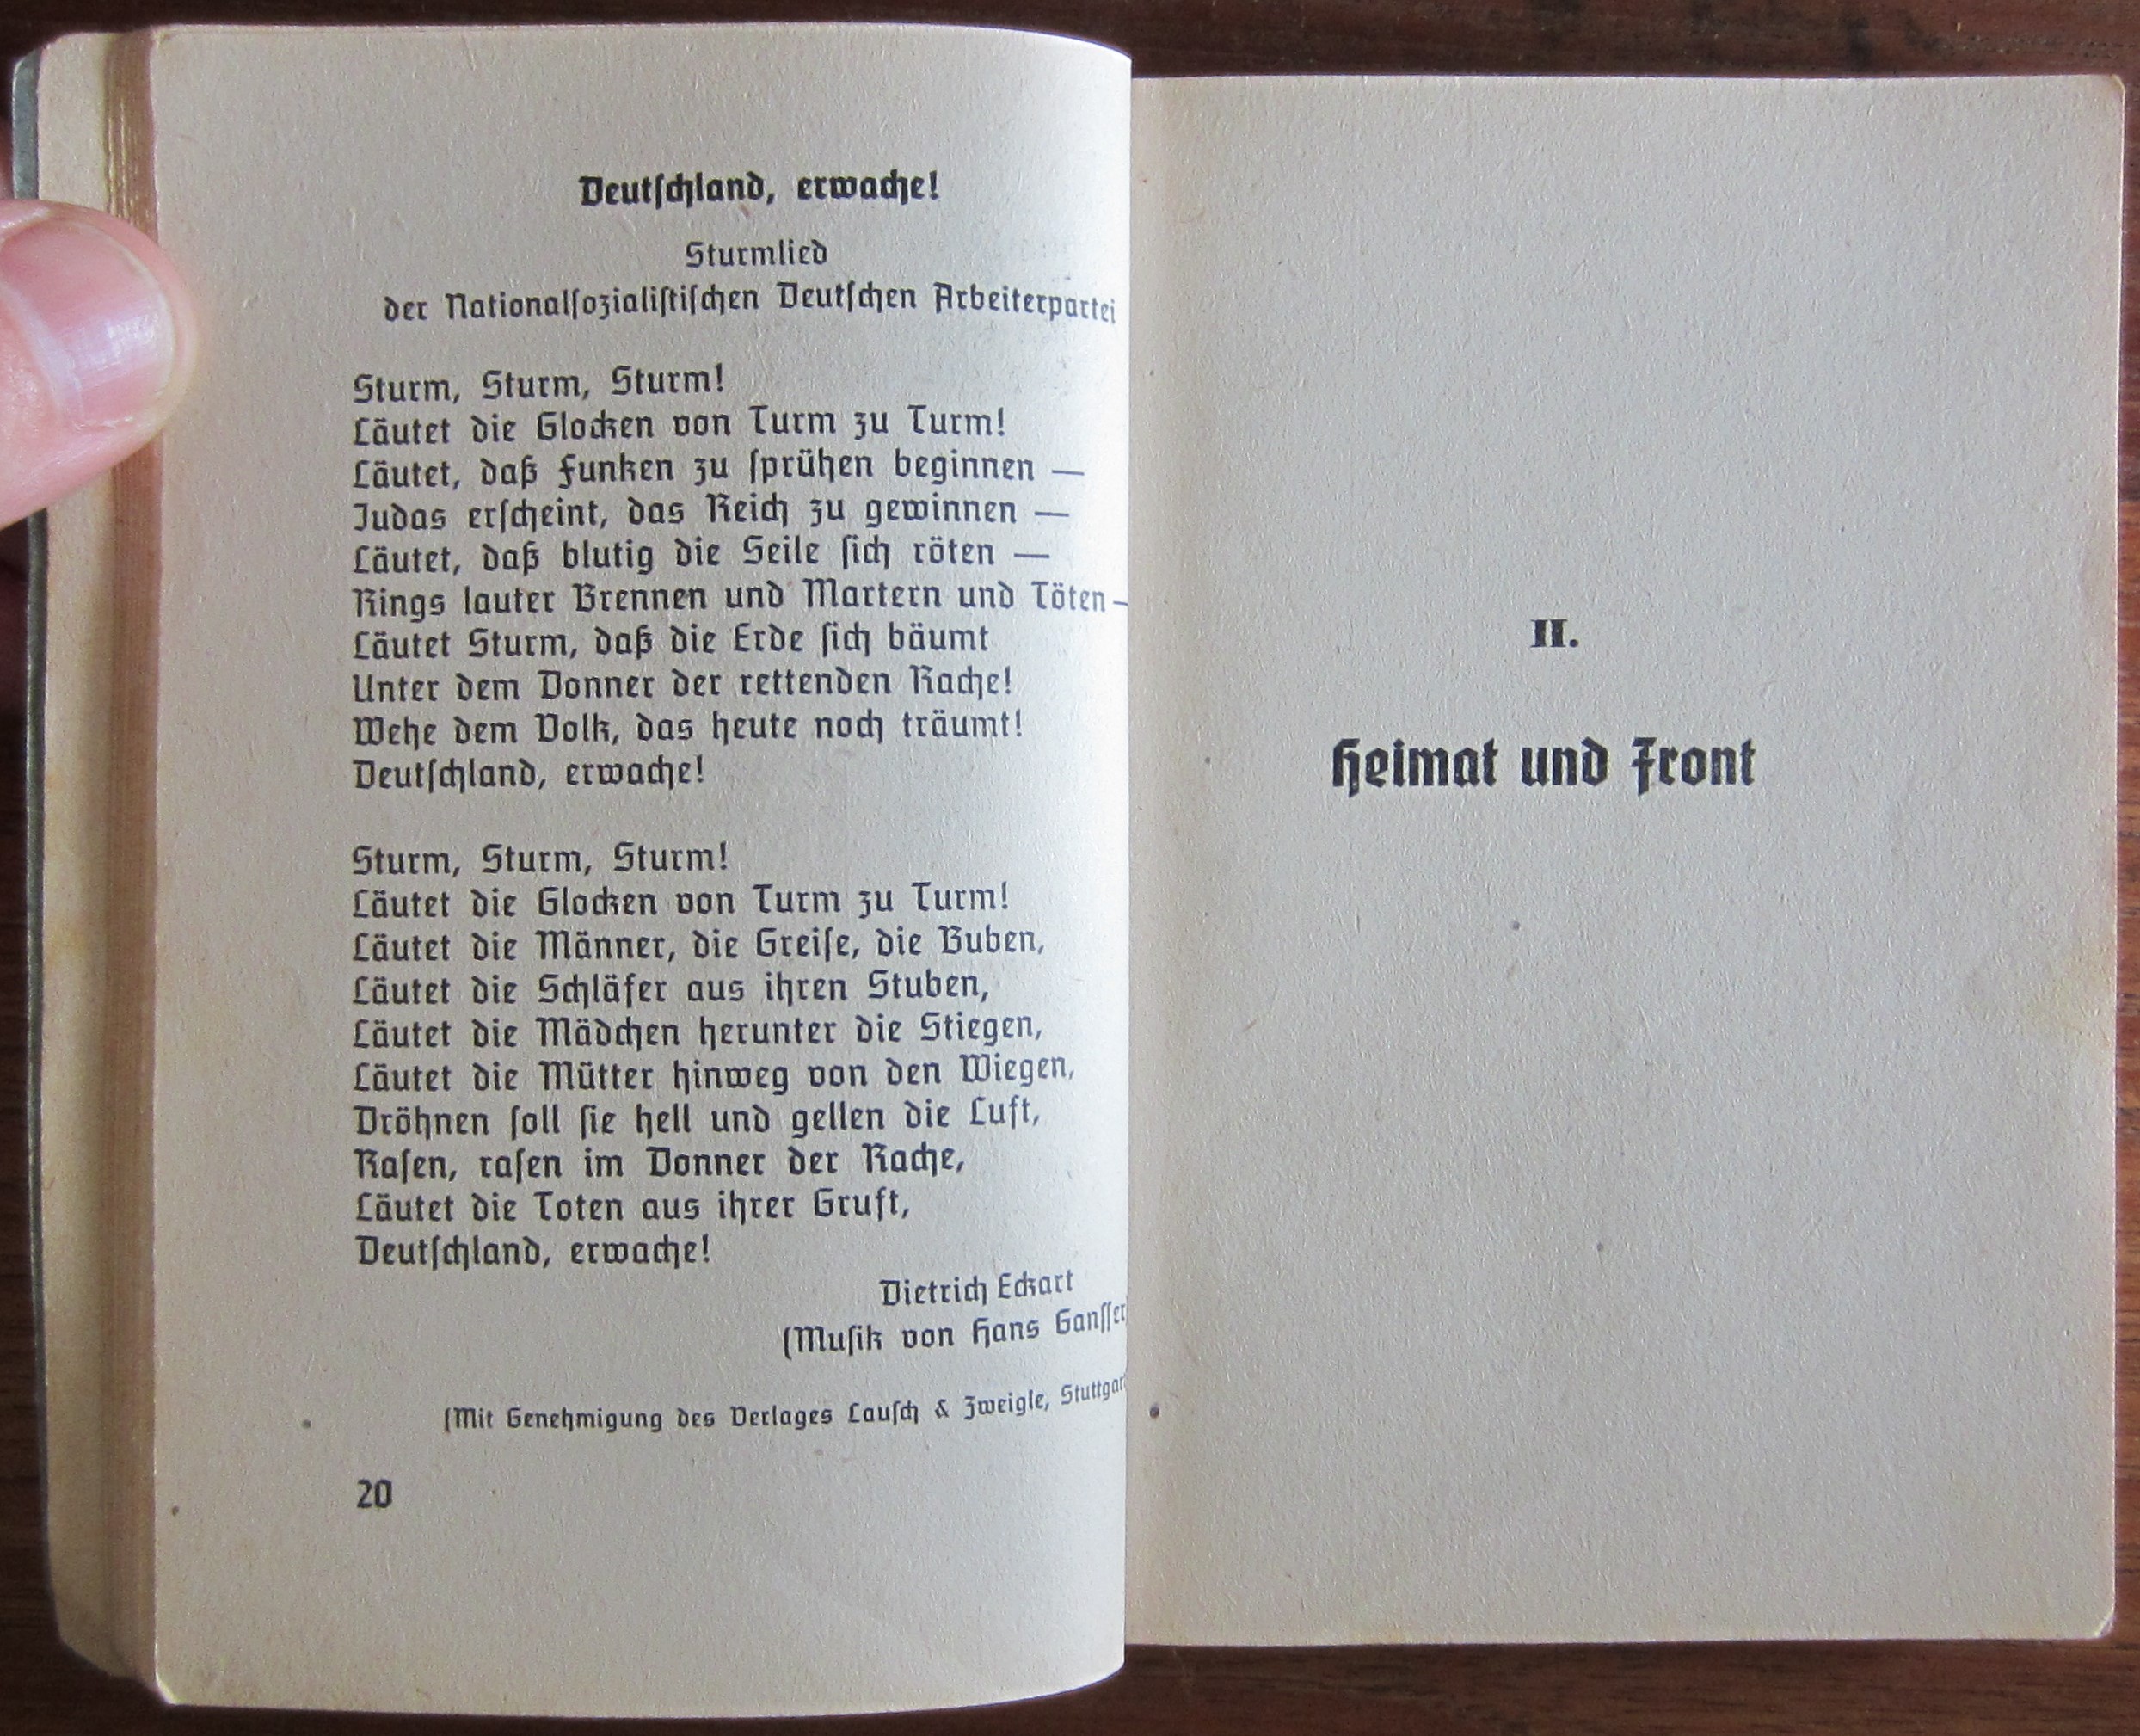 Deutſchland, erwache!
Sturmlied
der Nationalſozialiſtiſchen Deutſchen Arbeiterpartei
Sturm, Sturm, Sturm!
Läutet die Glocken von Turm zu Turm!
Läutet, daß Funken zu ſprühen beginnen —
Judas erſcheint, das Reich zu gewinnen —
Läutet, daß blutig die Seile ſich röten —
Rings lauter Brennen und Martern und Töten —
Läutet Sturm, daß die Erde ſich bäumt
Unter dem Donner der rettenden Rache!
Wehe dem Volk, das heute noch träumt!
Deutſchland, erwache!
Sturm, Sturm, Sturm!
Läutet die Glocken von Turm zu Turm!
Läutet die Männer, die Greiſe, die Buben,
Läutet die Schläfer aus ihren Stuben,
Läutet die Mädchen herunter die Stiegen,
Läutet die Mütter hinweg von den Wiegen,
Dröhnen ſoll ſie hell und gellen die Luft,
Raſen, raſen im Donner der Rache,
Läutet die Toten aus ihrer Gruft,
Deutſchland, erwache!
Dietrich Eckart
(Muſik von Hans Ganſſer
(Mit Genehmigung des Verlages Lauſch & Zweigle, Stuttgar
20
II.
Heimat und Front